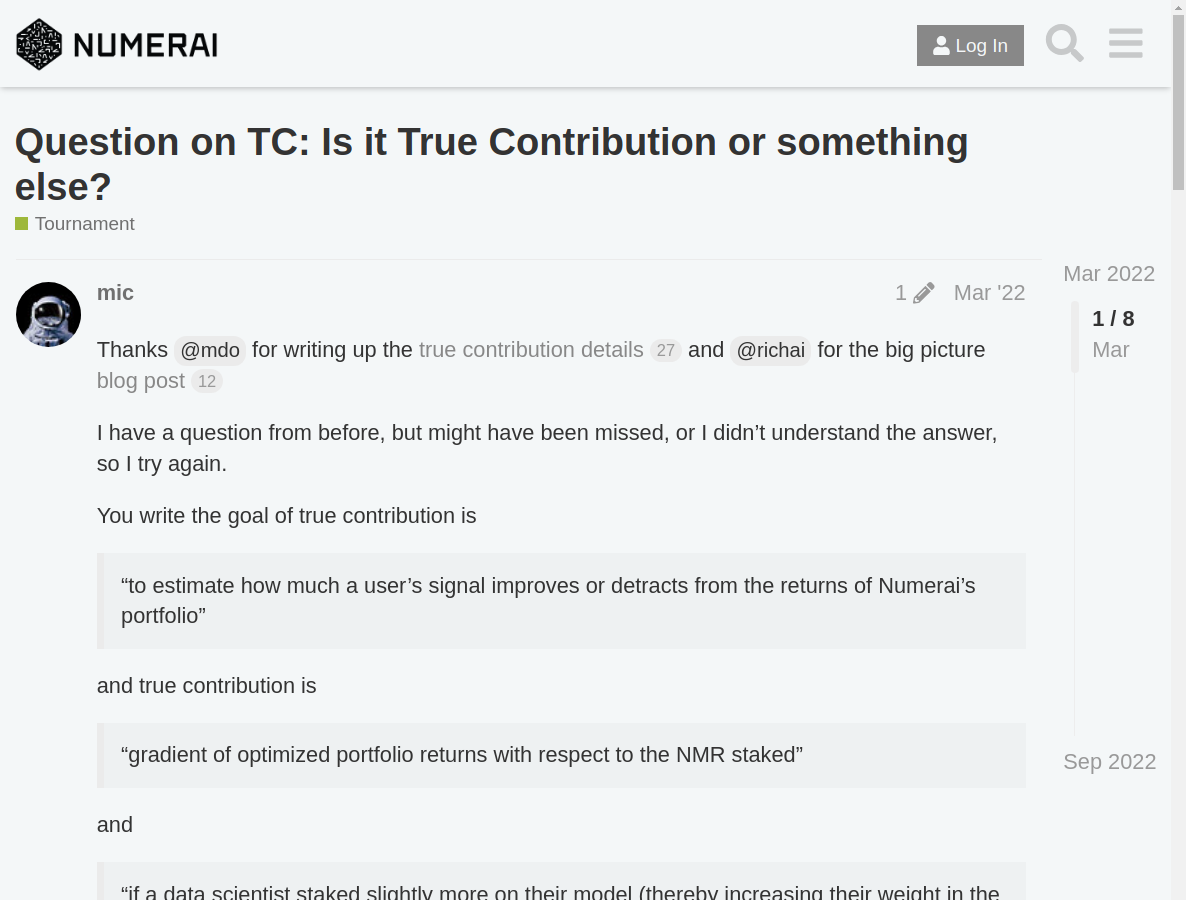 NUMERAI
Log In
Question on TC: Is it True Contribution or something
else?
Tournament
mic
1
Mar '22
Thanks @mdo for writing up the true contribution details 27 and @richai for the big picture
blog post 12
I have a question from before, but might have been missed, or I didn’t understand the answer,
so I try again.
You write the goal of true contribution is
“to estimate how much a user’s signal improves or detracts from the returns of Numerai’s
portfolio”
and true contribution is
“gradient of optimized portfolio returns with respect to the NMR staked”
and
“if a data scientist staked slightly more on their model (thereby increasing their weight in the
Mar 2022
1 / 8
Mar
Sep 2022